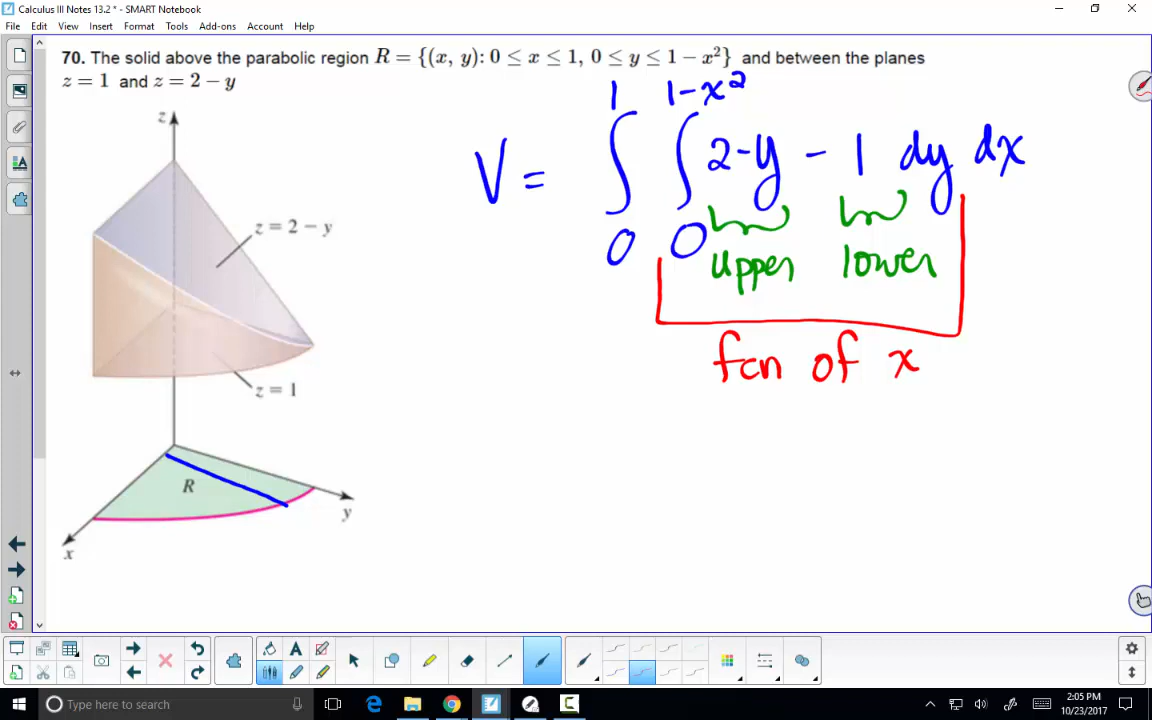 Calculus III Notes 13.2 * - SMART Notebook
File Edit View Insert Format Tools Add-ons Account Help
70. The solid above the parabolic region R = {(x, y): 0 ≤ x ≤ 1, 0 ≤ y ≤ 1 − x²} and between the planes
z = 1 and z = 2 − y
1 1-x²
V = ∫ ∫ 2-y - 1 dy dx
0 0
upper lower
fcn of x
z
z = 2 − y
z = 1
R
y
x
Type here to search
2:05 PM
10/23/2017